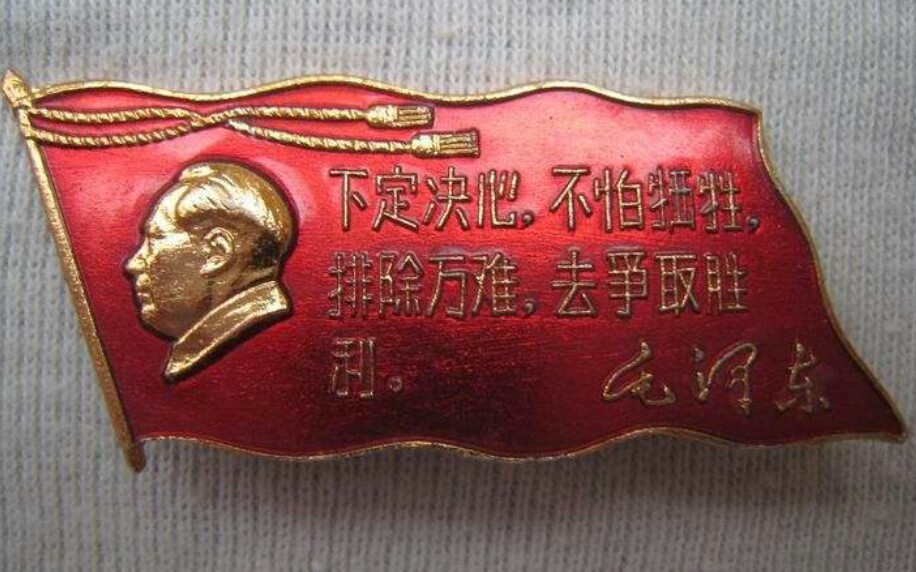 下定决心,不怕牺牲,
排除万难,去爭取胜
利。
毛泽东